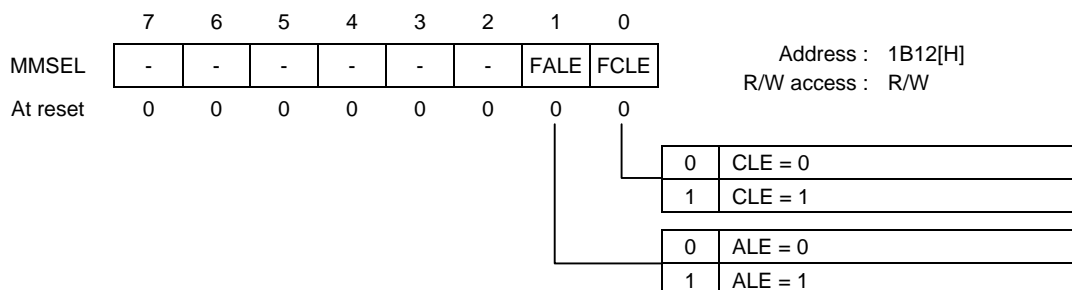 7 6 5 4 3 2 1 0
MMSEL - - - - - - FALE FCLE
At reset 0 0 0 0 0 0 0 0
Address : 1B12[H]
R/W access : R/W
0 CLE = 0
1 CLE = 1
0 ALE = 0
1 ALE = 1